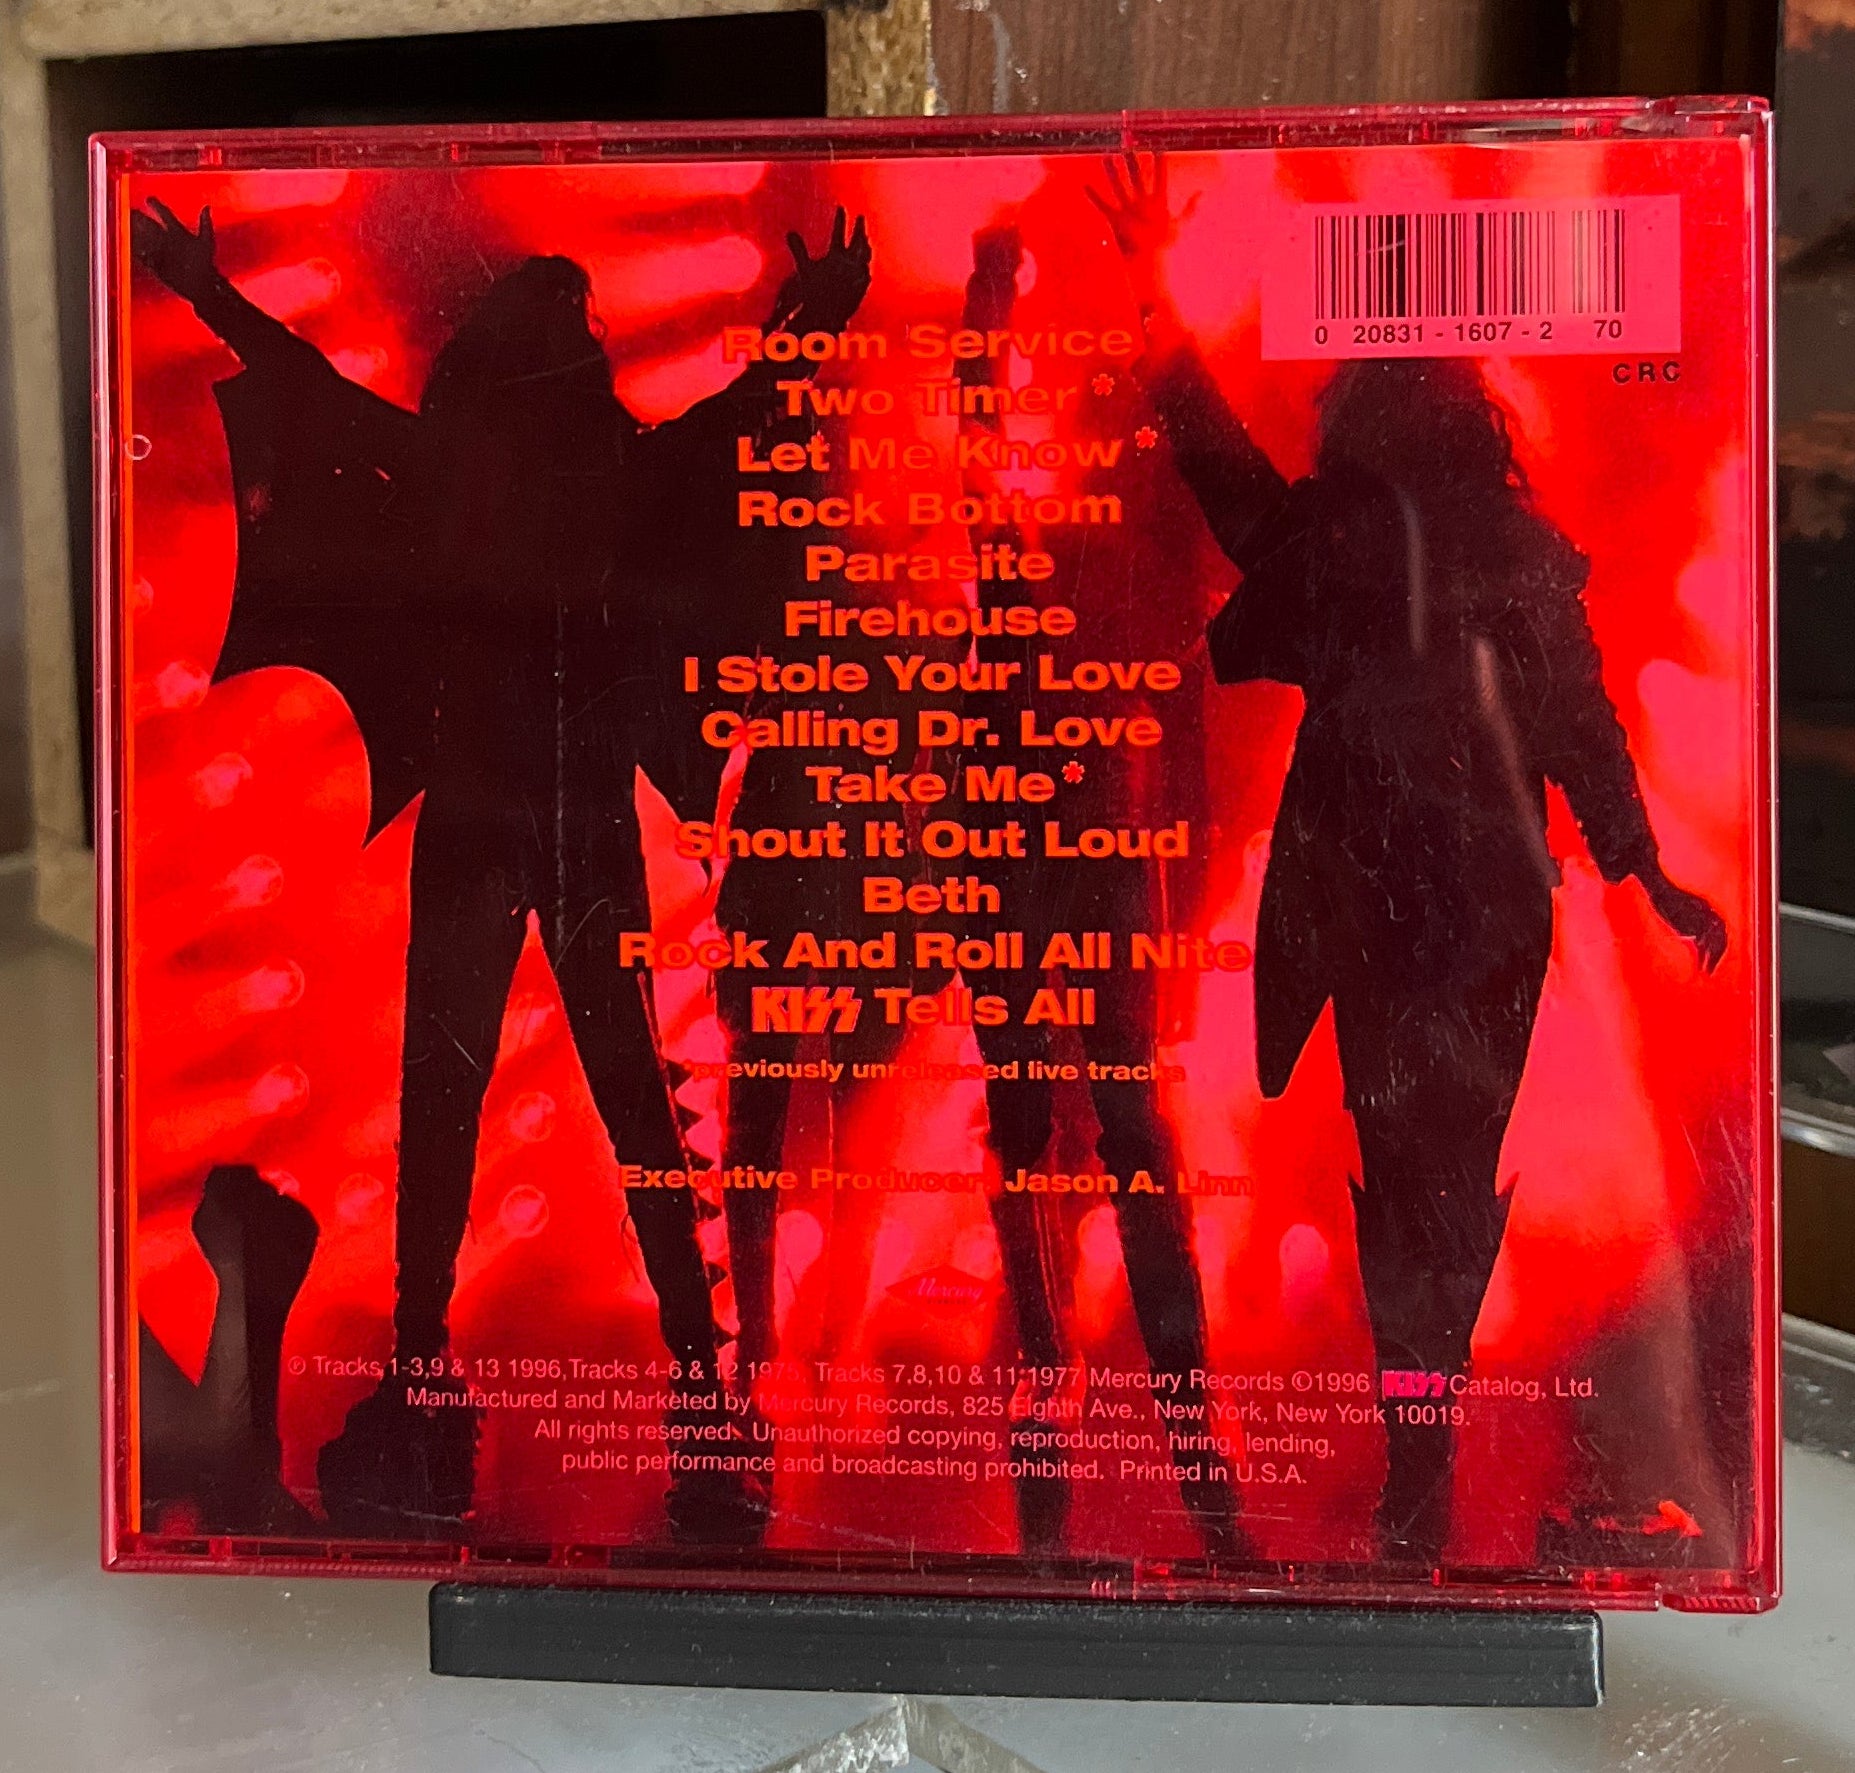 0 20831-1607-2 70
CRC
Room Service
Two Timer*
Let Me Know*
Rock Bottom
Parasite
Firehouse
I Stole Your Love
Calling Dr. Love
Take Me*
Shout It Out Loud
Beth
Rock And Roll All Nite
KISS Tells All
*previously unreleased live tracks
Executive Producer: Jason A. Linn
Mercury
℗ Tracks 1-3,9 & 13 1996, Tracks 4-6 & 12 1975, Tracks 7,8,10 & 11 1977 Mercury Records ©1996 KISS Catalog, Ltd.
Manufactured and Marketed by Mercury Records, 825 Eighth Ave., New York, New York 10019.
All rights reserved. Unauthorized copying, reproduction, hiring, lending,
public performance and broadcasting prohibited. Printed in U.S.A.